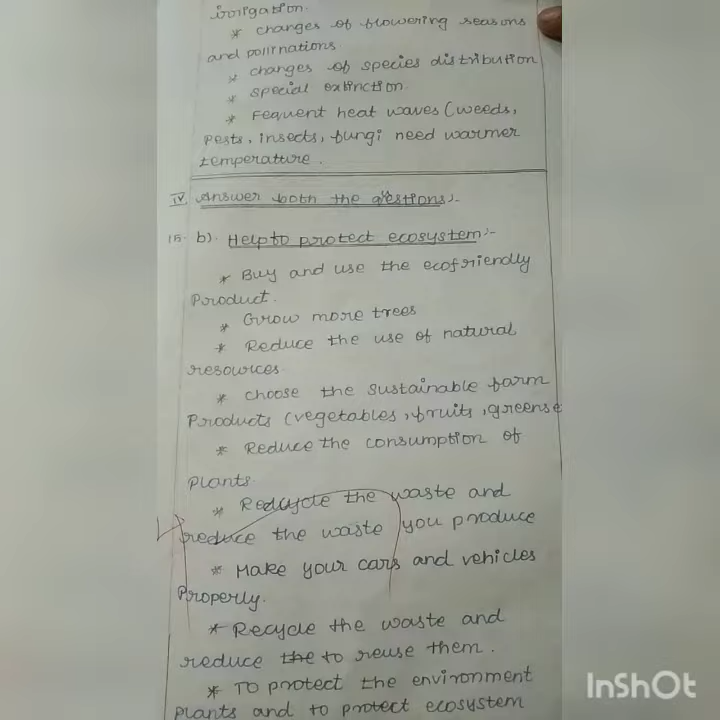 irrigation.
* changes of flowering seasons
and pollrnations
* changes of species distribution
* special extinction.
* Fequent heat waves (weeds,
pests, insects, fungi need warmer
temperature.
IV. Answer both the qestions:-
15. b). Help to protect ecosystem:-
* Buy and use the ecofriendly
Product.
* Grow more trees
* Reduce the use of natural
resources.
* choose the sustainable farm
Products (vegetables, fruits, greens &
* Reduce the consumption of
plants.
* Redcycle the waste and
reduce the waste you produce
* Make your cars and vehicles
Properly.
* Recycle the waste and
reduce the to reuse them.
* To protect the environment
plants and to protect ecosystem
InShOt